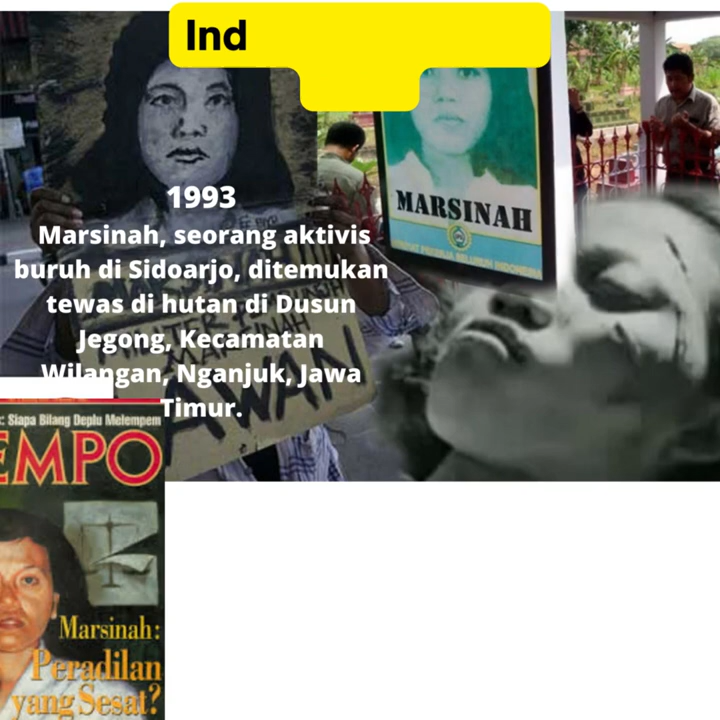 Ind
1993
Marsinah, seorang aktivis
buruh di Sidoarjo, ditemukan
tewas di hutan di Dusun
Jegong, Kecamatan
Wilangan, Nganjuk, Jawa
Timur.
MARSINAH
MARSINAH
AWAN
: Siapa Bilang Deplu Melempem
EMPO
Marsinah:
Peradilan
yang Sesat?